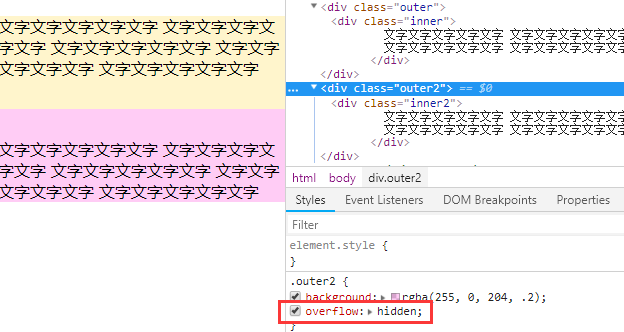 文字文字文字文字文字 文字文字文字文
字文字 文字文字文字文字文字 文字文字
文字文字文字 文字文字文字文字文字
文字文字文字文字文字 文字文字文字文
字文字 文字文字文字文字文字 文字文字
文字文字文字 文字文字文字文字文字
▼<div class="outer">
▼<div class="inner">
文字文字文字文字文字 文字文字文字文字文字
文字文字文字文字文字 文字文字文字文字文字
</div>
</div>
... ▼<div class="outer2"> == $0
▼<div class="inner2">
文字文字文字文字文字 文字文字文字文字文字
文字文字文字文字文字 文字文字文字文字文字
</div>
</div>
html body div.outer2
Styles Event Listeners DOM Breakpoints Properties
Filter
element.style {
}
.outer2 {
background:▶rgba(255, 0, 204, .2);
overflow:▶hidden;
}